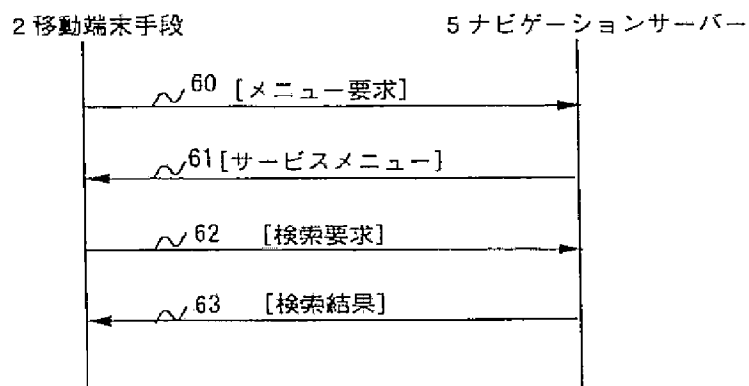 2 移動端末手段
5 ナビゲーションサーバー
60 [メニュー要求]
61 [サービスメニュー]
62 [検索要求]
63 [検索結果]